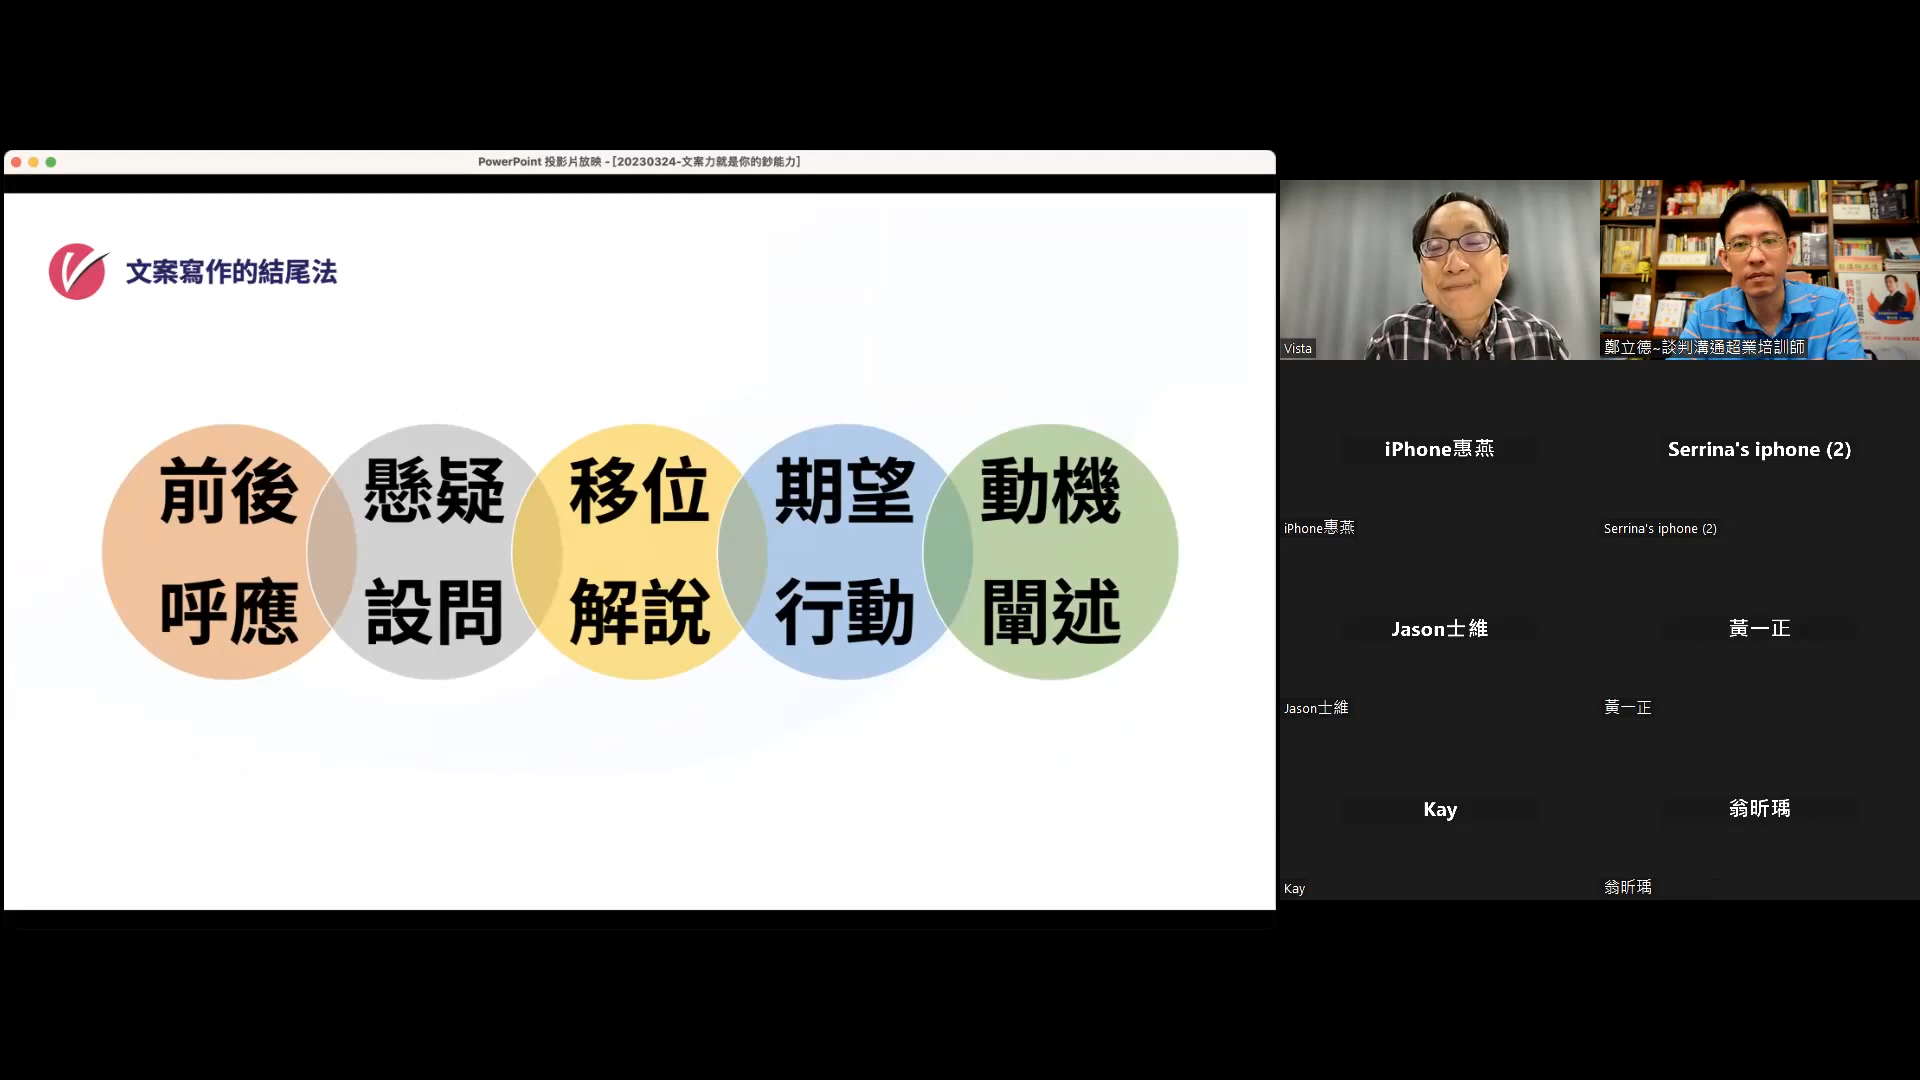 PowerPoint 投影片放映 - [20230324-文案力就是你的鈔能力]
文案寫作的結尾法
前後
呼應
懸疑
設問
移位
解說
期望
行動
動機
闡述
Vista
鄭立德~談判溝通超業培訓師
iPhone惠燕
iPhone惠燕
Serrina's iphone (2)
Serrina's iphone (2)
Jason士維
Jason士維
黃一正
黃一正
Kay
Kay
翁昕瑀
翁昕瑀